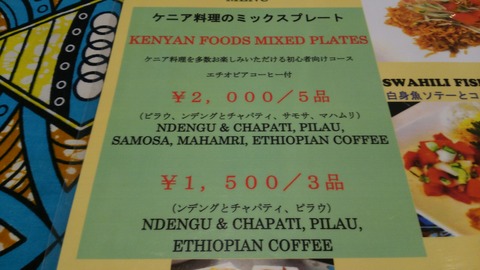 ケニア料理のミックスプレート
KENYAN FOODS MIXED PLATES
ケニア料理を多数お楽しみいただける初心者向けコース
エチオピアコーヒー付
￥２，０００／５品
（ピラウ、ンデングとチャパティ、サモサ、マハムリ）
NDENGU & CHAPATI, PILAU,
SAMOSA, MAHAMRI, ETHIOPIAN COFFEE
￥１，５００／３品
（ンデングとチャパティ、ピラウ）
NDENGU & CHAPATI, PILAU,
ETHIOPIAN COFFEE
SWAHILI FIS
白身魚ソテーとコ